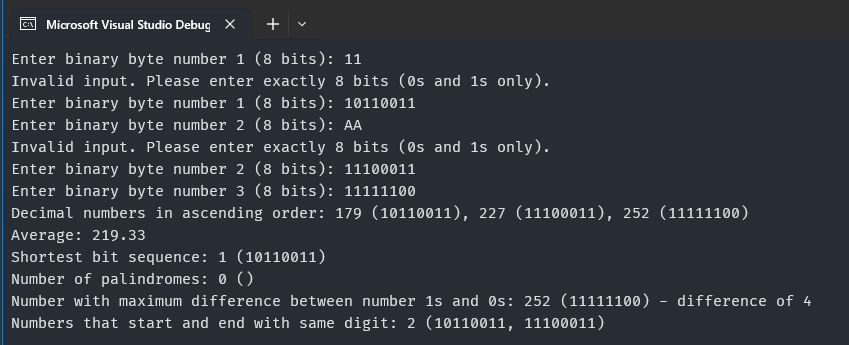 Microsoft Visual Studio Debug
Enter binary byte number 1 (8 bits): 11
Invalid input. Please enter exactly 8 bits (0s and 1s only).
Enter binary byte number 1 (8 bits): 10110011
Enter binary byte number 2 (8 bits): AA
Invalid input. Please enter exactly 8 bits (0s and 1s only).
Enter binary byte number 2 (8 bits): 11100011
Enter binary byte number 3 (8 bits): 11111100
Decimal numbers in ascending order: 179 (10110011), 227 (11100011), 252 (11111100)
Average: 219.33
Shortest bit sequence: 1 (10110011)
Number of palindromes: 0 ()
Number with maximum difference between number 1s and 0s: 252 (11111100) - difference of 4
Numbers that start and end with same digit: 2 (10110011, 11100011)